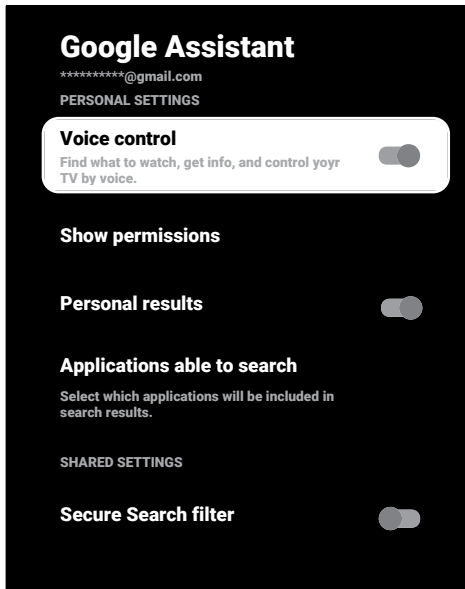 Google Assistant
**********@gmail.com
PERSONAL SETTINGS
Voice control
Find what to watch, get info, and control yoyr
TV by voice.
Show permissions
Personal results
Applications able to search
Select which applications will be included in
search results.
SHARED SETTINGS
Secure Search filter